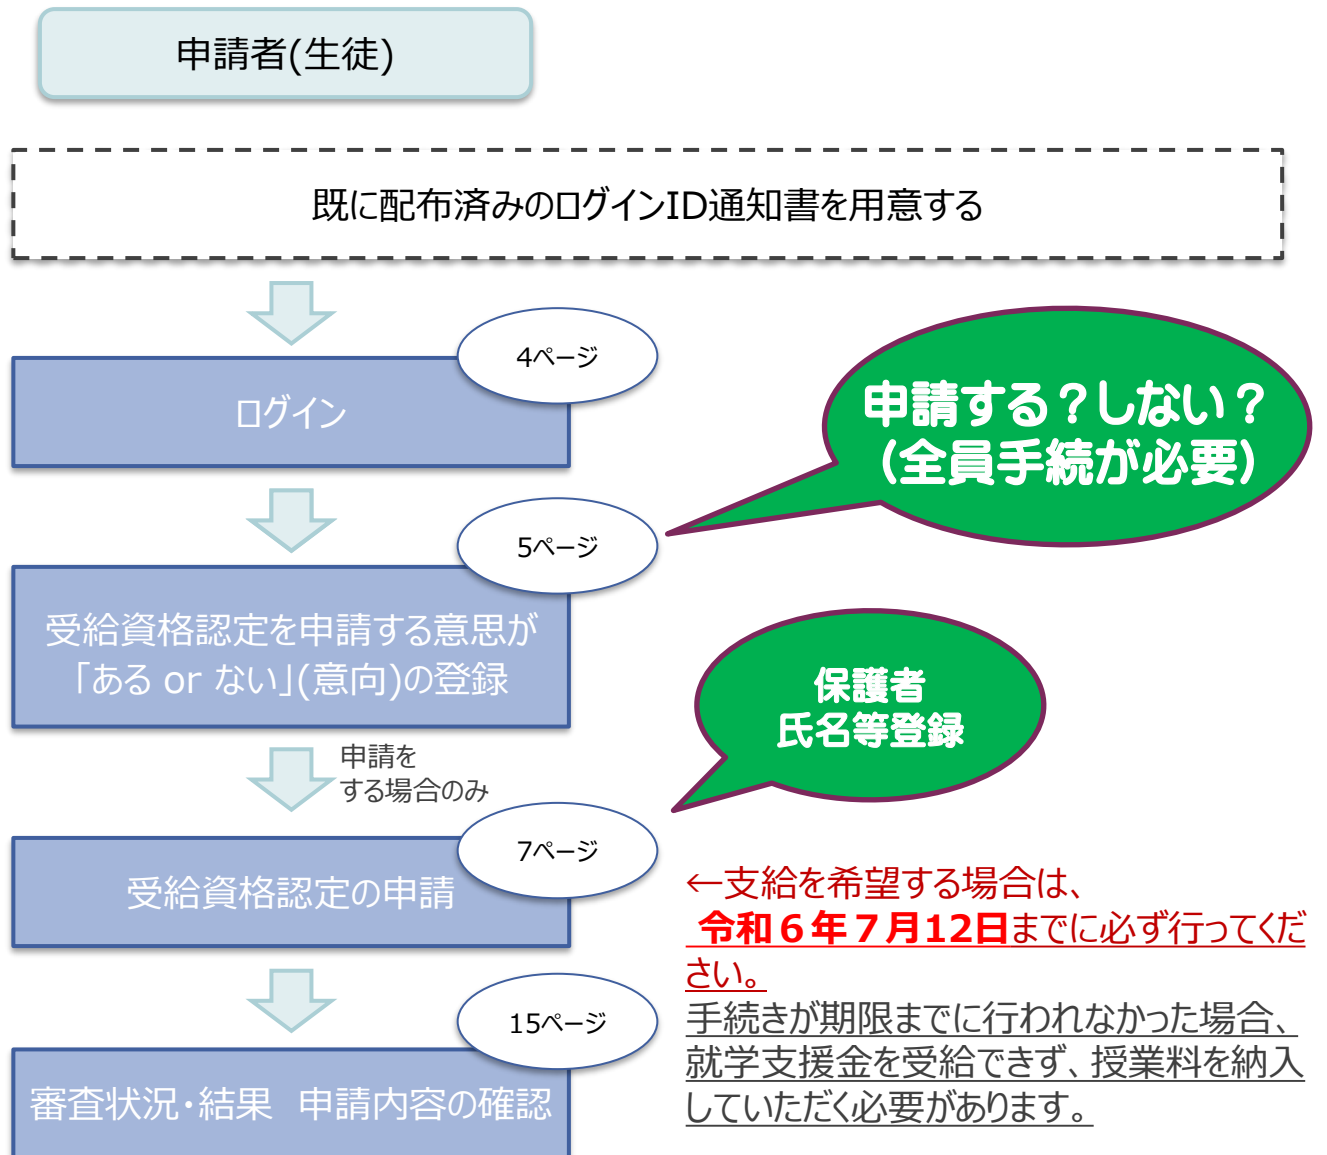 申請者(生徒)
既に配布済みのログインID通知書を用意する
4ページ
ログイン
申請する？しない？
(全員手続が必要)
5ページ
受給資格認定を申請する意思が
「ある or ない」(意向)の登録
保護者
氏名等登録
申請を
する場合のみ
7ページ
受給資格認定の申請
←支給を希望する場合は、
令和６年７月12日までに必ず行ってくだ
さい。
手続きが期限までに行われなかった場合、
就学支援金を受給できず、授業料を納入
していただく必要があります。
15ページ
審査状況・結果　申請内容の確認